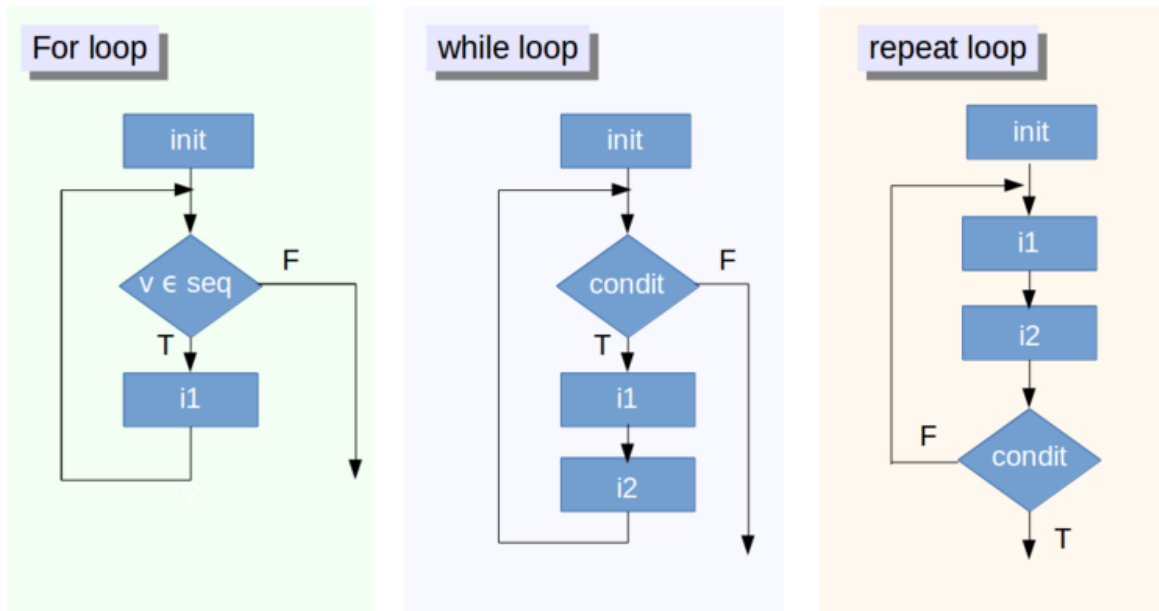 For loop
init
v ϵ seq
F
T
i1
while loop
init
condit
F
T
i1
i2
repeat loop
init
i1
i2
F
condit
T